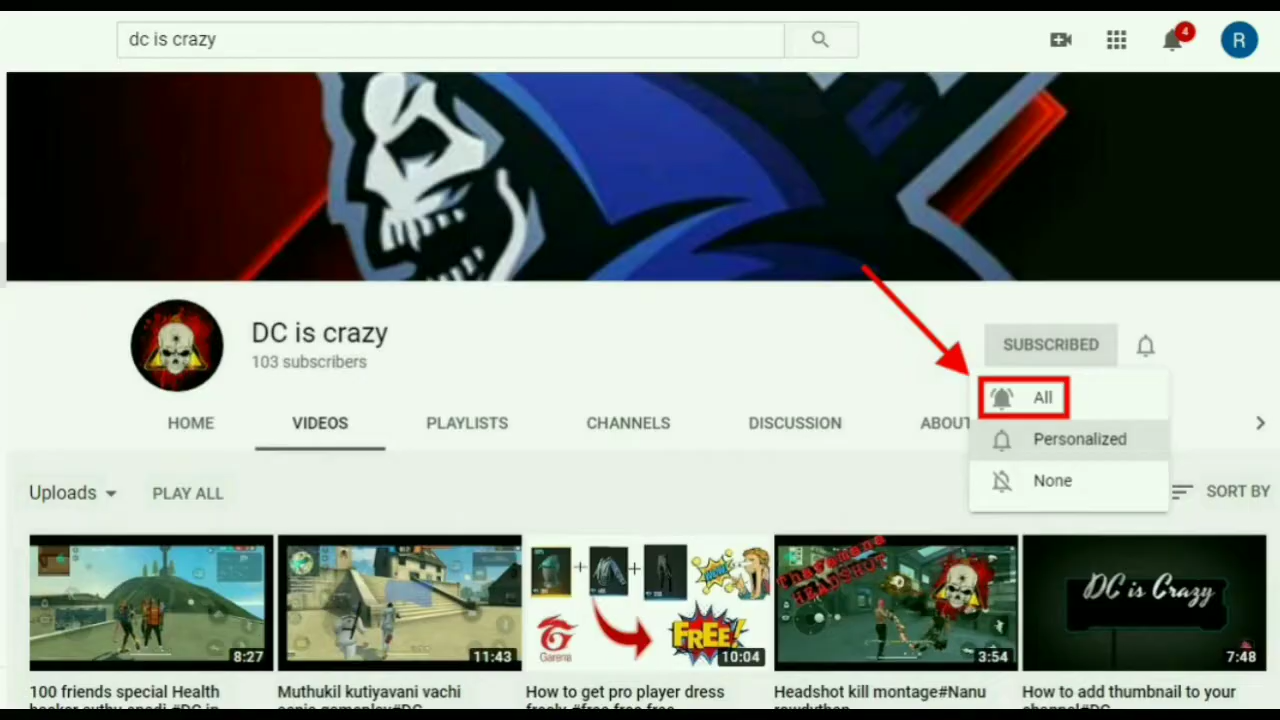 dc is crazy
4
R
DC is crazy
103 subscribers
SUBSCRIBED
All
Personalized
None
HOME
VIDEOS
PLAYLISTS
CHANNELS
DISCUSSION
ABOUT
Uploads
PLAY ALL
SORT BY
8:27
11:43
+
+
NEW
Garena
FREE!
10:04
HEADSHOT
3:54
DC is Crazy
7:48
100 friends special Health
Muthukil kutiyavani vachi
How to get pro player dress
Headshot kill montage#Nanu
How to add thumbnail to your